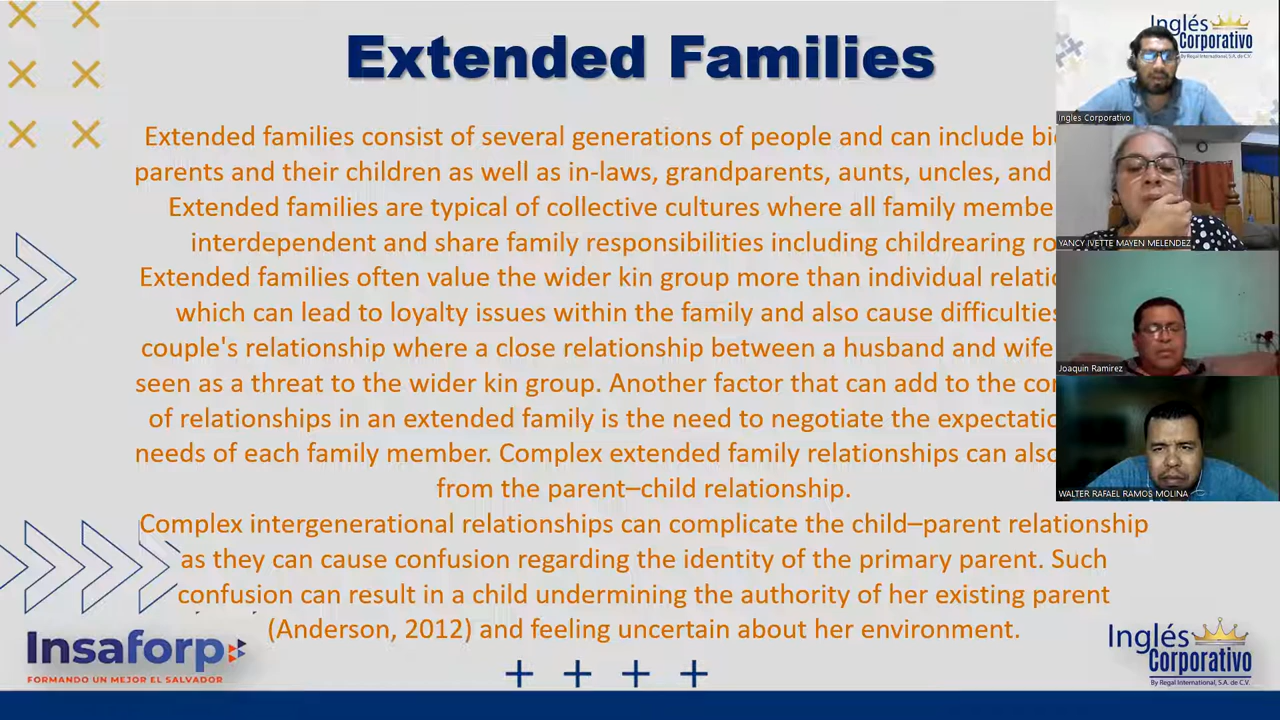 Extended Families
Extended families consist of several generations of people and can include
parents and their children as well as in-laws, grandparents, aunts, uncles, and
Extended families are typical of collective cultures where all family
interdependent and share family responsibilities including childrearing
Extended families often value the wider kin group more than individual
which can lead to loyalty issues within the family and also cause difficulties
couple's relationship where a close relationship between a husband and wife
seen as a threat to the wider kin group. Another factor that can add to the
of relationships in an extended family is the need to negotiate the
needs of each family member. Complex extended family relationships can also
from the parent–child relationship.
Complex intergenerational relationships can complicate the child–parent relationship
as they can cause confusion regarding the identity of the primary parent. Such
confusion can result in a child undermining the authority of her existing parent
(Anderson, 2012) and feeling uncertain about her environment.
Insaforp
FORMANDO UN MEJOR EL SALVADOR
Inglés
Corporativo
By Regal International, S.A. de C.V.
Inglés
Corporativo
By Regal International, S.A. de C.V.
Ingles Corporativo
YANCY IVETTE MAYEN MELENDEZ
Joaquin Ramirez
WALTER RAFAEL RAMOS MOLINA